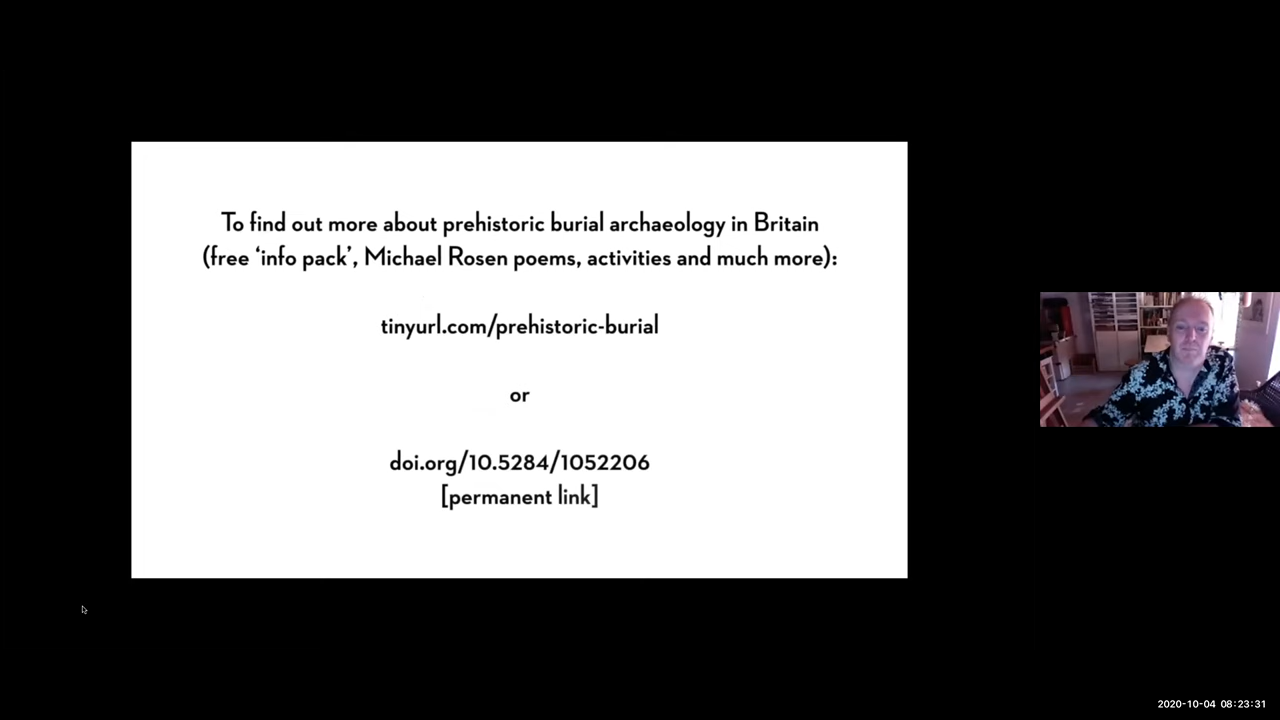 To find out more about prehistoric burial archaeology in Britain
(free ‘info pack’, Michael Rosen poems, activities and much more):
tinyurl.com/prehistoric-burial
or
doi.org/10.5284/1052206
[permanent link]
2020-10-04 08:23:31